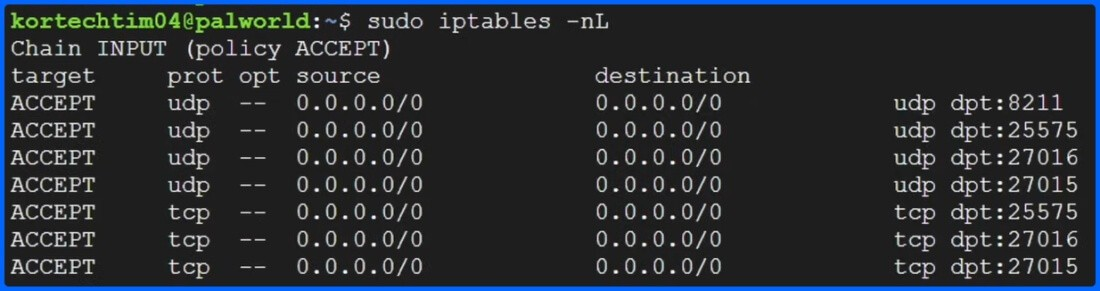 kortechtim04@palworld:~$ sudo iptables -nL
Chain INPUT (policy ACCEPT)
target     prot opt source               destination
ACCEPT     udp  --  0.0.0.0/0            0.0.0.0/0            udp dpt:8211
ACCEPT     udp  --  0.0.0.0/0            0.0.0.0/0            udp dpt:25575
ACCEPT     udp  --  0.0.0.0/0            0.0.0.0/0            udp dpt:27016
ACCEPT     udp  --  0.0.0.0/0            0.0.0.0/0            udp dpt:27015
ACCEPT     tcp  --  0.0.0.0/0            0.0.0.0/0            tcp dpt:25575
ACCEPT     tcp  --  0.0.0.0/0            0.0.0.0/0            tcp dpt:27016
ACCEPT     tcp  --  0.0.0.0/0            0.0.0.0/0            tcp dpt:27015